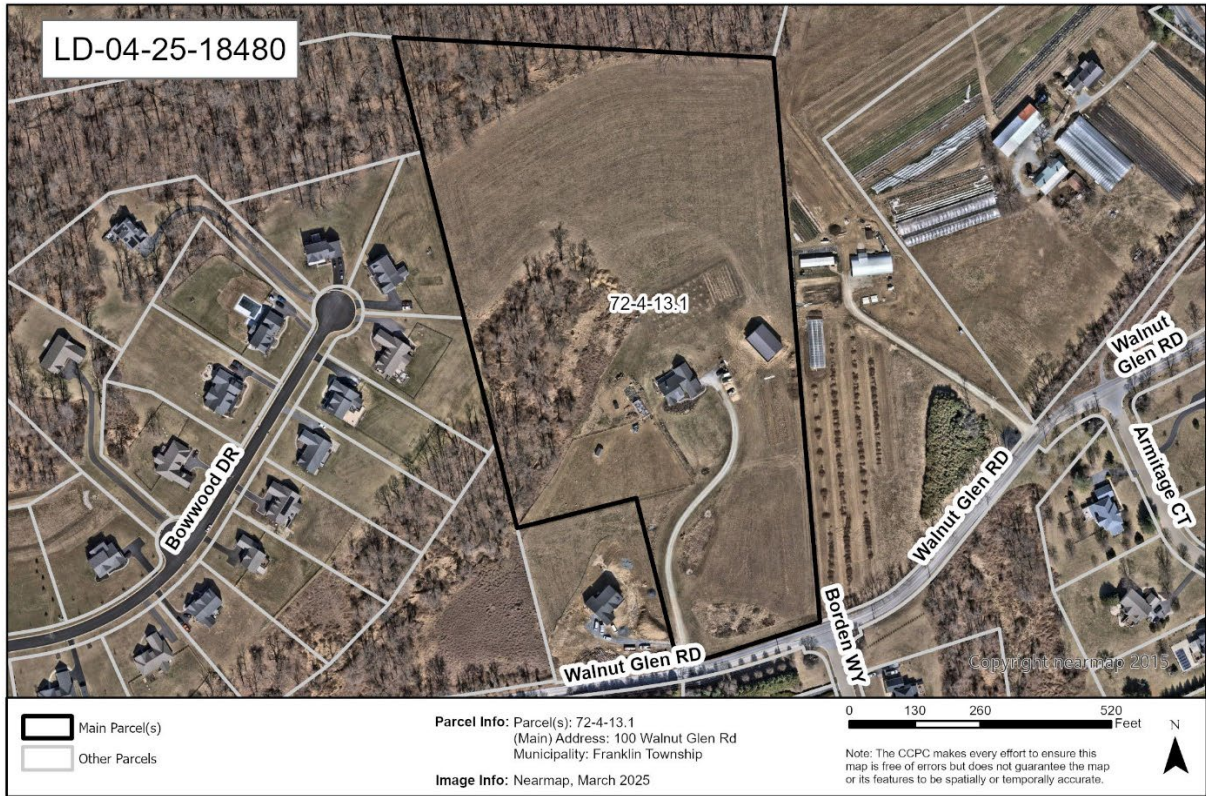 LD-04-25-18480
72-4-13.1
Walnut
Glen RD
Armitage CT
Bowwood DR
Walnut Glen RD
Borden WY
Walnut Glen RD
Copyright nearmap 2015
Main Parcel(s)
Other Parcels
Parcel Info: Parcel(s): 72-4-13.1
(Main) Address: 100 Walnut Glen Rd
Municipality: Franklin Township
Image Info: Nearmap, March 2025
0 130 260 520
Feet
Note: The CCPC makes every effort to ensure this
map is free of errors but does not guarantee the map
or its features to be spatially or temporally accurate.
N